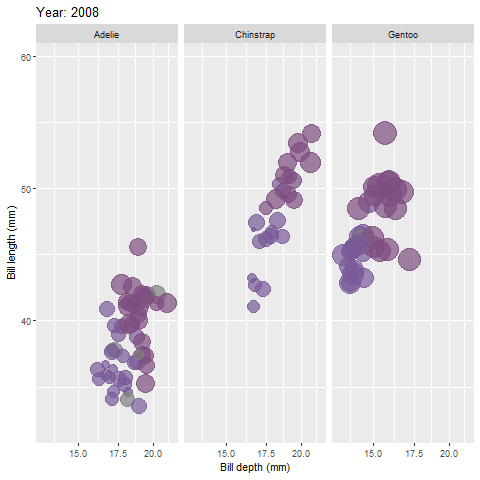 Year: 2008
Adelie Chinstrap Gentoo
60
50
40
15.0 17.5 20.0 15.0 17.5 20.0 15.0 17.5 20.0
Bill depth (mm)
Bill length (mm)